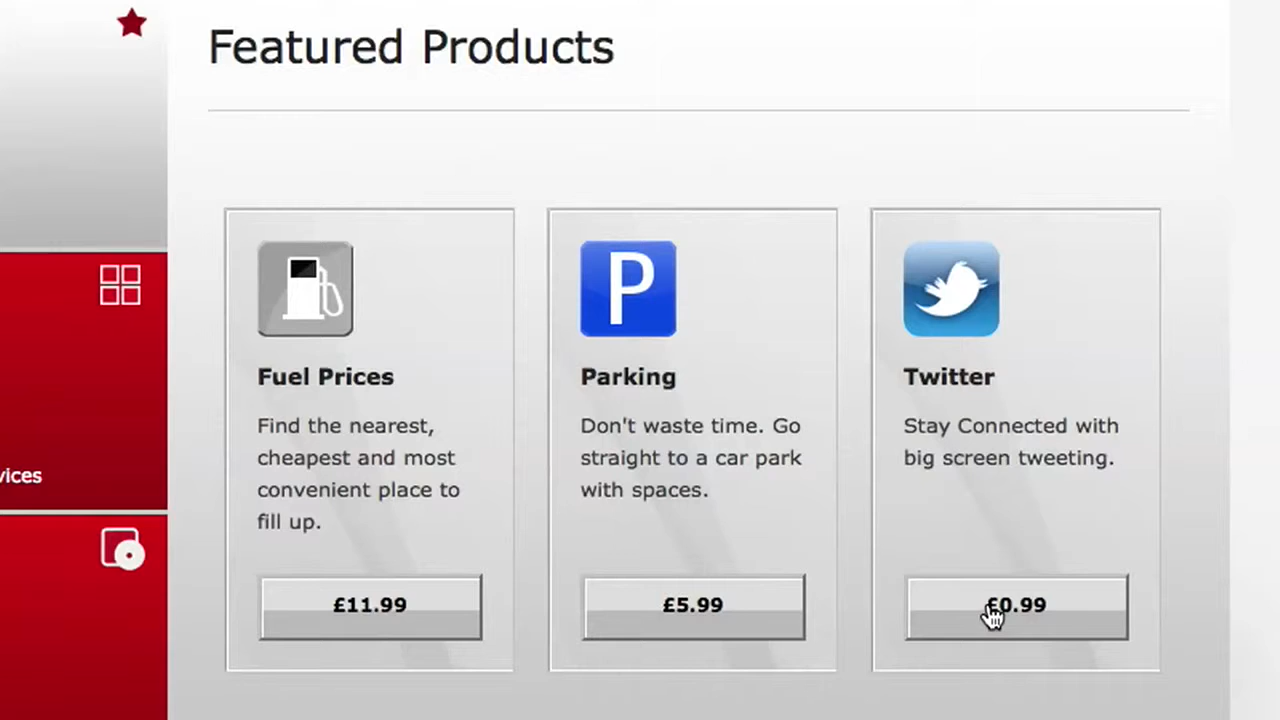 Featured Products
Fuel Prices
Find the nearest,
cheapest and most
convenient place to
fill up.
£11.99
P
Parking
Don't waste time. Go
straight to a car park
with spaces.
£5.99
Twitter
Stay Connected with
big screen tweeting.
£0.99
vices